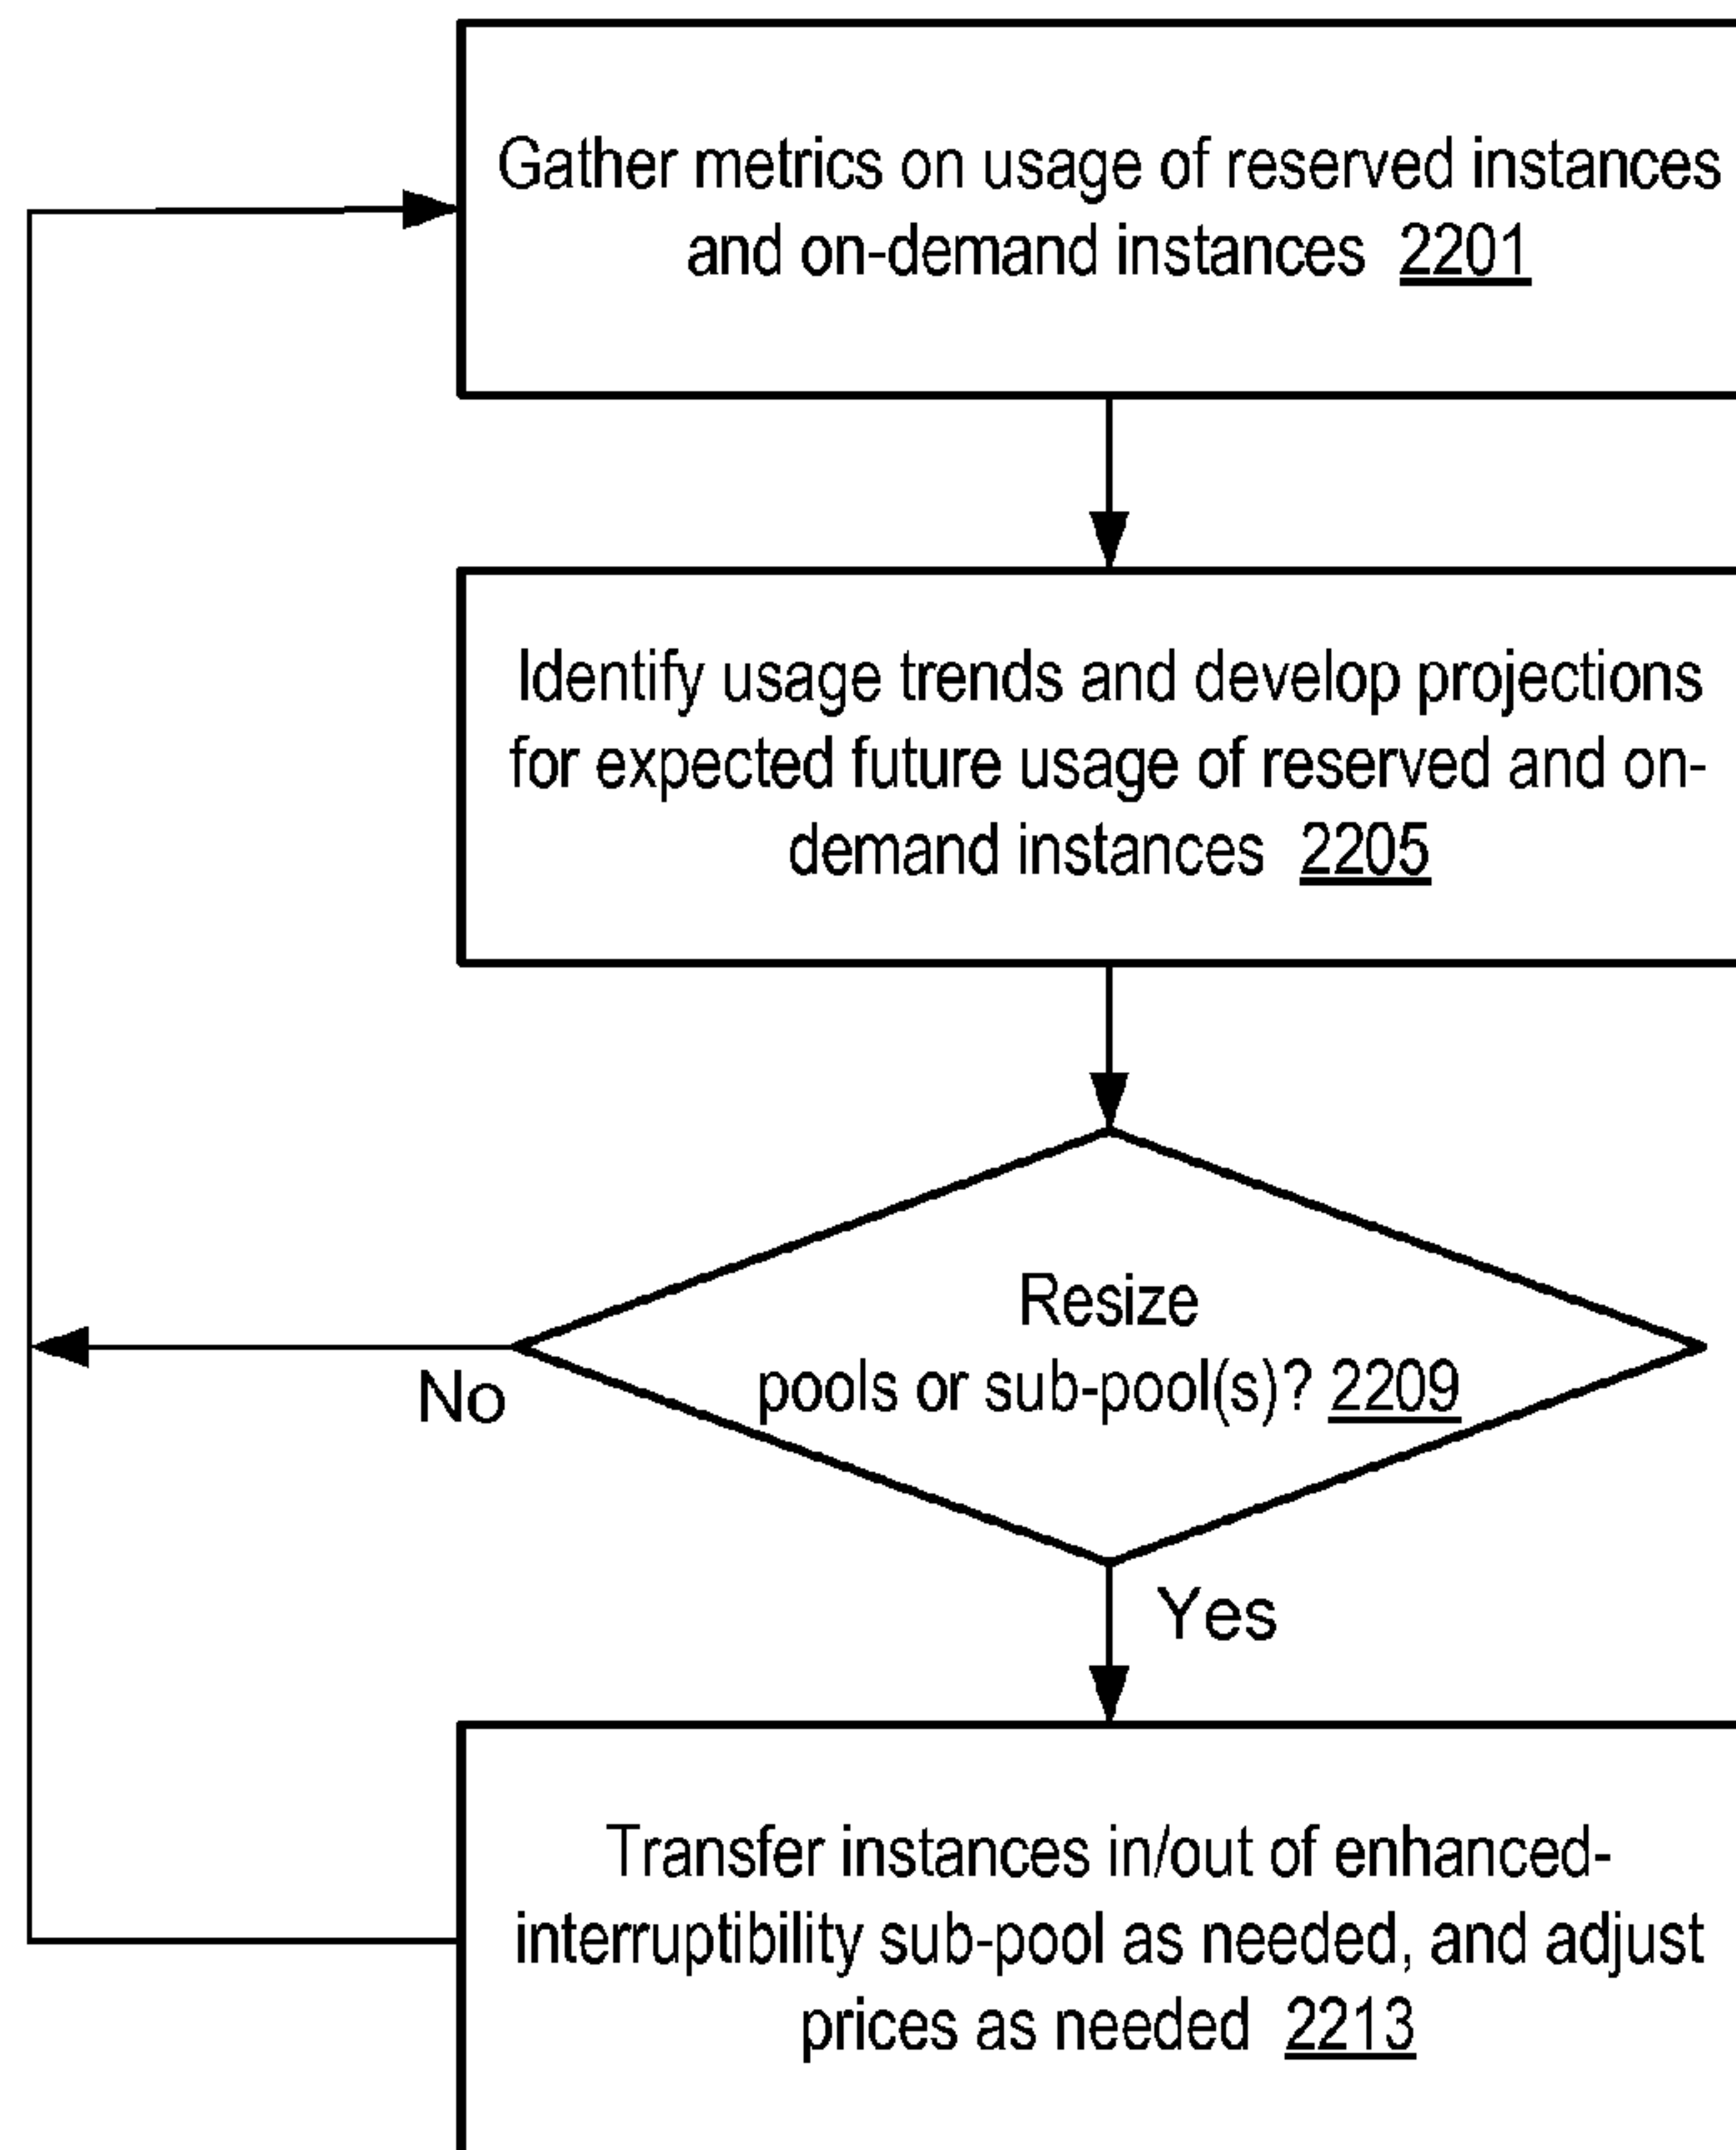 Gather metrics on usage of reserved instances
and on-demand instances 2201
Identify usage trends and develop projections
for expected future usage of reserved and on-
demand instances 2205
Resize
pools or sub-pool(s)? 2209
No
Yes
Transfer instances in/out of enhanced-
interruptibility sub-pool as needed, and adjust
prices as needed 2213